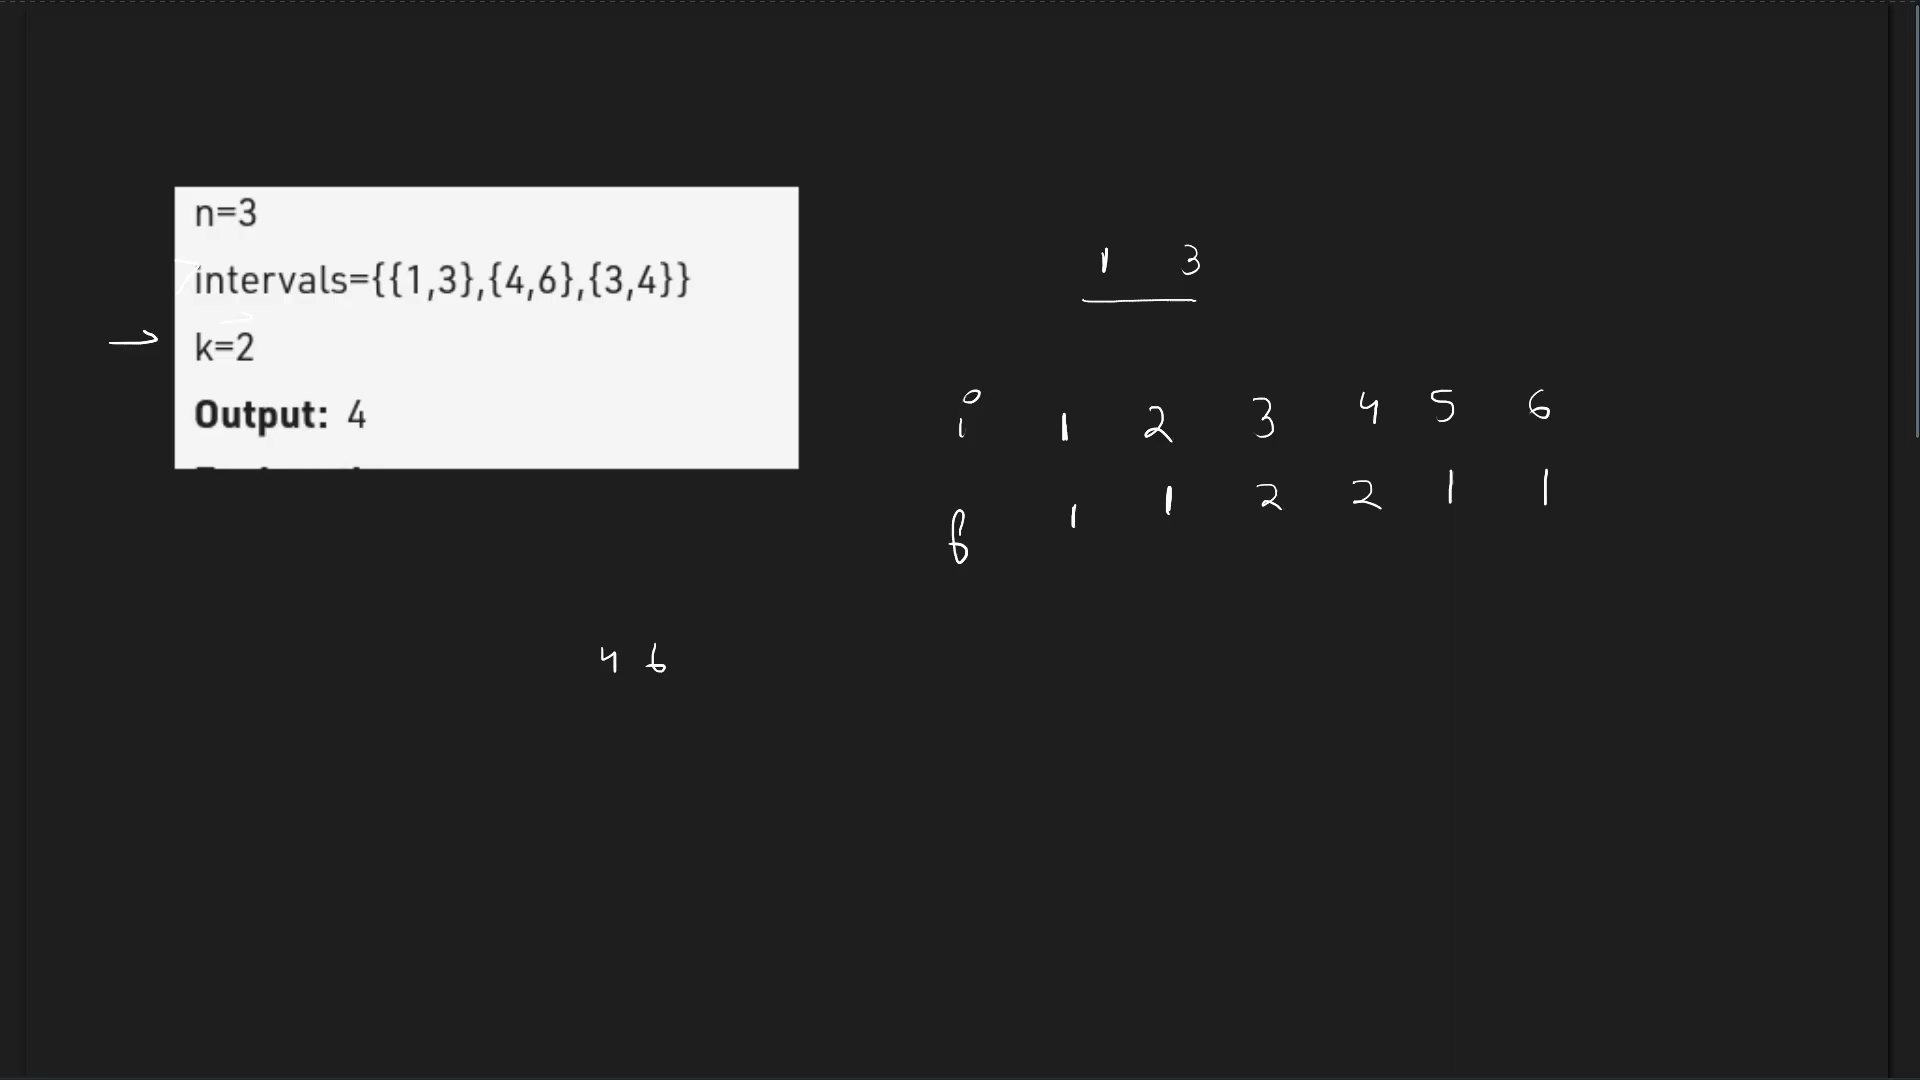 n=3
intervals={{1,3},{4,6},{3,4}}
k=2
Output: 4
1 3
i 1 2 3 4 5 6
f 1 1 2 2 1 1
4 6